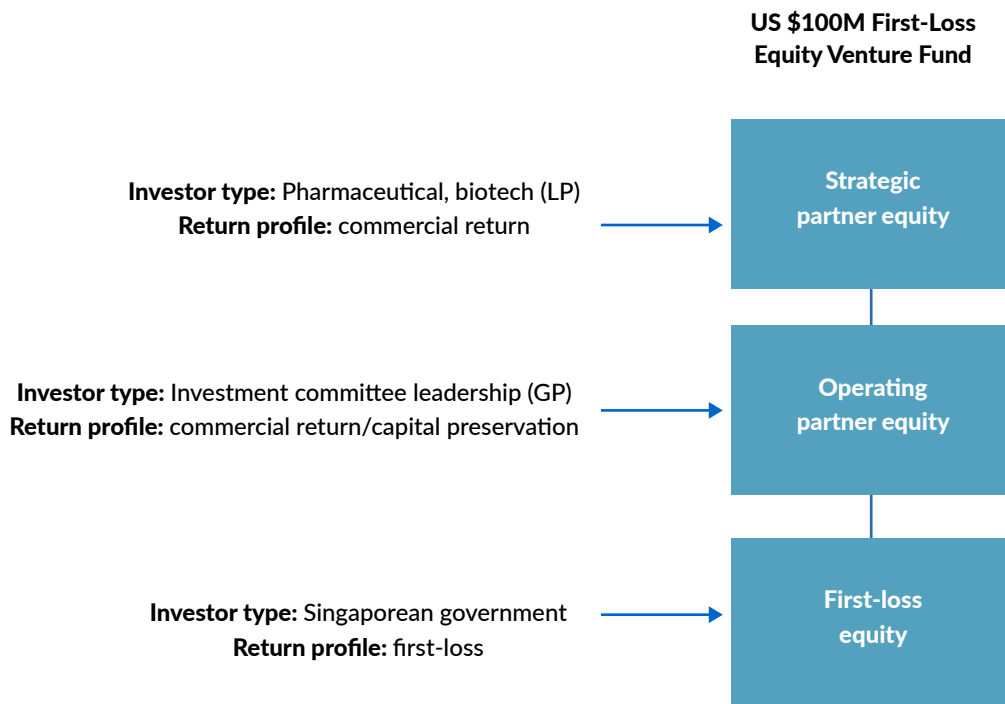 US $100M First-Loss
Equity Venture Fund
Investor type: Pharmaceutical, biotech (LP)
Return profile: commercial return
Strategic
partner equity
Investor type: Investment committee leadership (GP)
Return profile: commercial return/capital preservation
Operating
partner equity
Investor type: Singaporean government
Return profile: first-loss
First-loss
equity